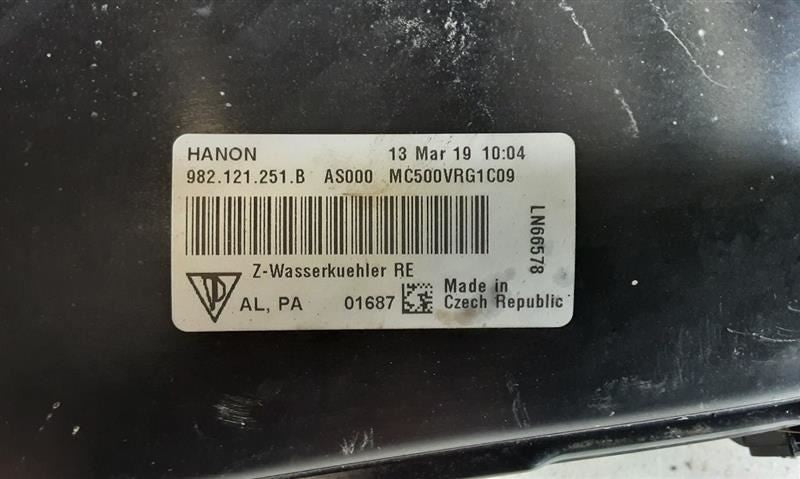 HANON 13 Mar 19 10:04
982.121.251.B AS000 MC500VRG1C09
LN66578
Z-Wasserkuehler RE
AL, PA 01687 Made in
Czech Republic